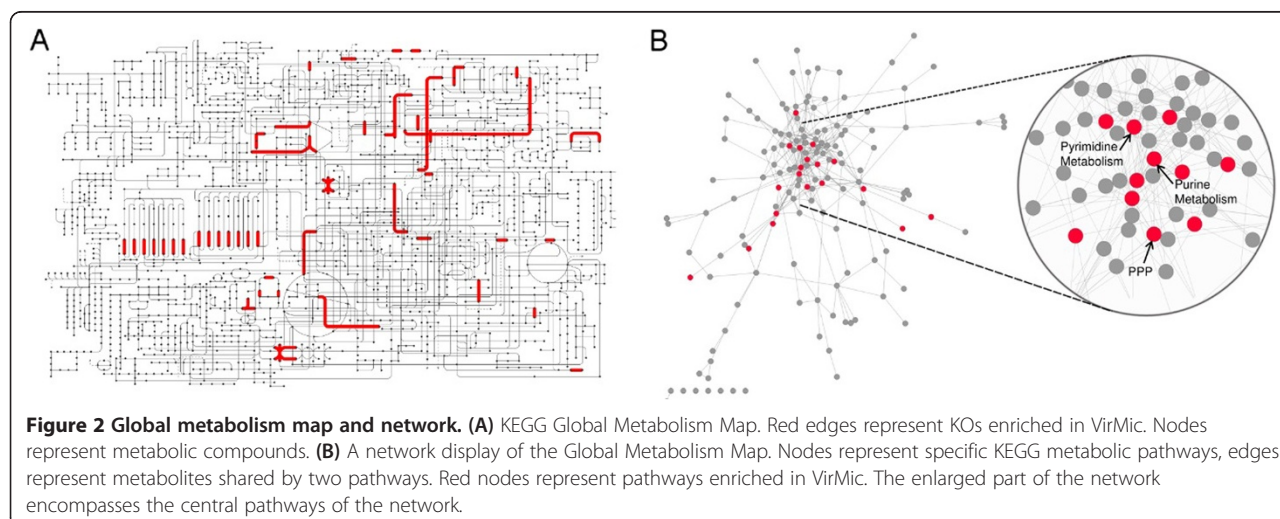 A
B
Pyrimidine
Metabolism
Purine
Metabolism
PPP
Figure 2 Global metabolism map and network. (A) KEGG Global Metabolism Map. Red edges represent KOs enriched in VirMic. Nodes
represent metabolic compounds. (B) A network display of the Global Metabolism Map. Nodes represent specific KEGG metabolic pathways, edges
represent metabolites shared by two pathways. Red nodes represent pathways enriched in VirMic. The enlarged part of the network
encompasses the central pathways of the network.